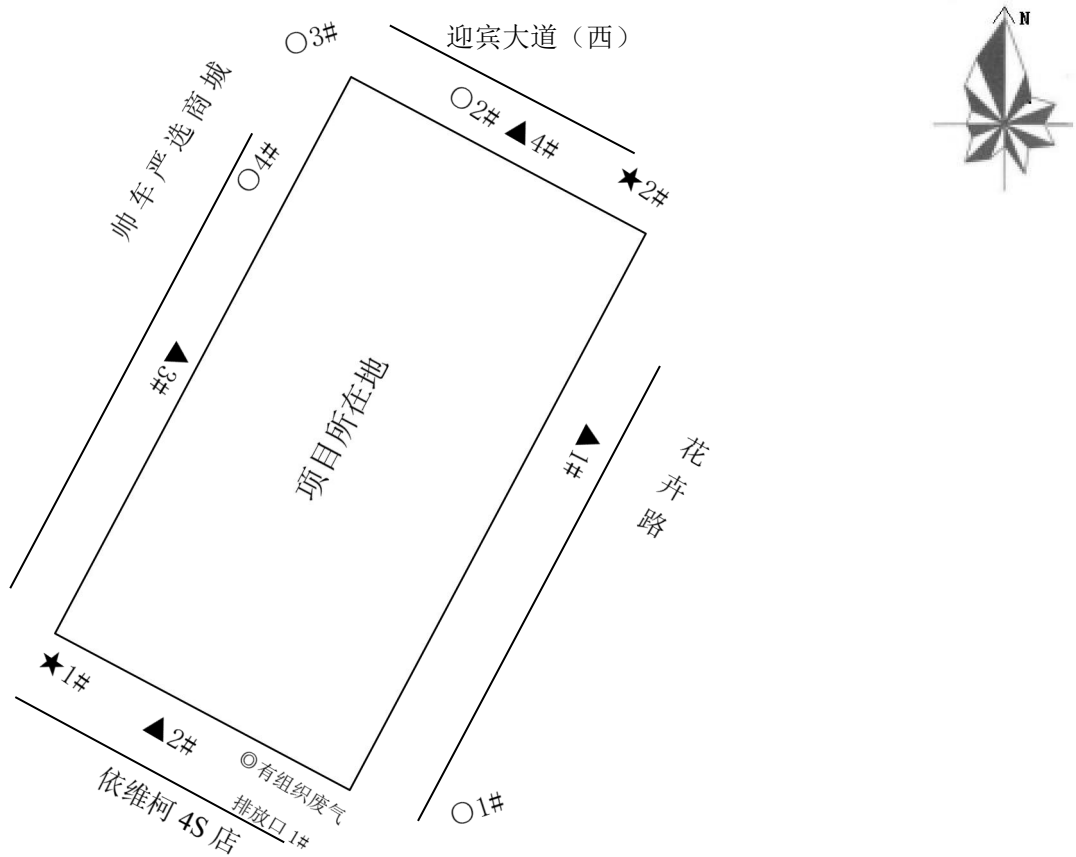 N
○3#
迎宾大道（西）
○2#
▲4#
★2#
帅车严选商城
○4#
▲3#
项目所在地
▲1#
花卉路
★1#
▲2#
◎有组织废气
排放口 1#
依维柯 4S 店
○1#